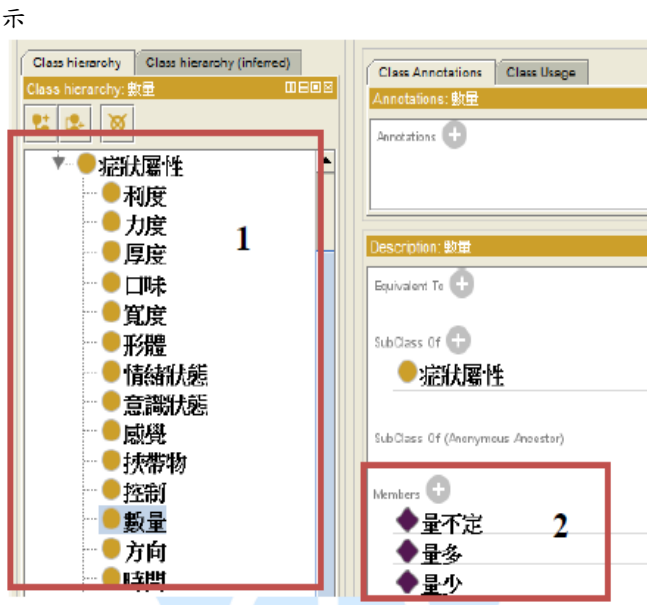 示
Class hierarchy
Class hierarchy (inferred)
Class hierarchy: 數量
症狀屬性
利度
力度
厚度
口味
寬度
形體
情緒狀態
意識狀態
感覺
挾帶物
控制
數量
方向
時間
1
Class Annotations
Class Usage
Annotations: 數量
Annotations
Description: 數量
Equivalent To
SubClass Of
症狀屬性
SubClass Of (Anonymous Ancestor)
Members
量不定
量多
量少
2